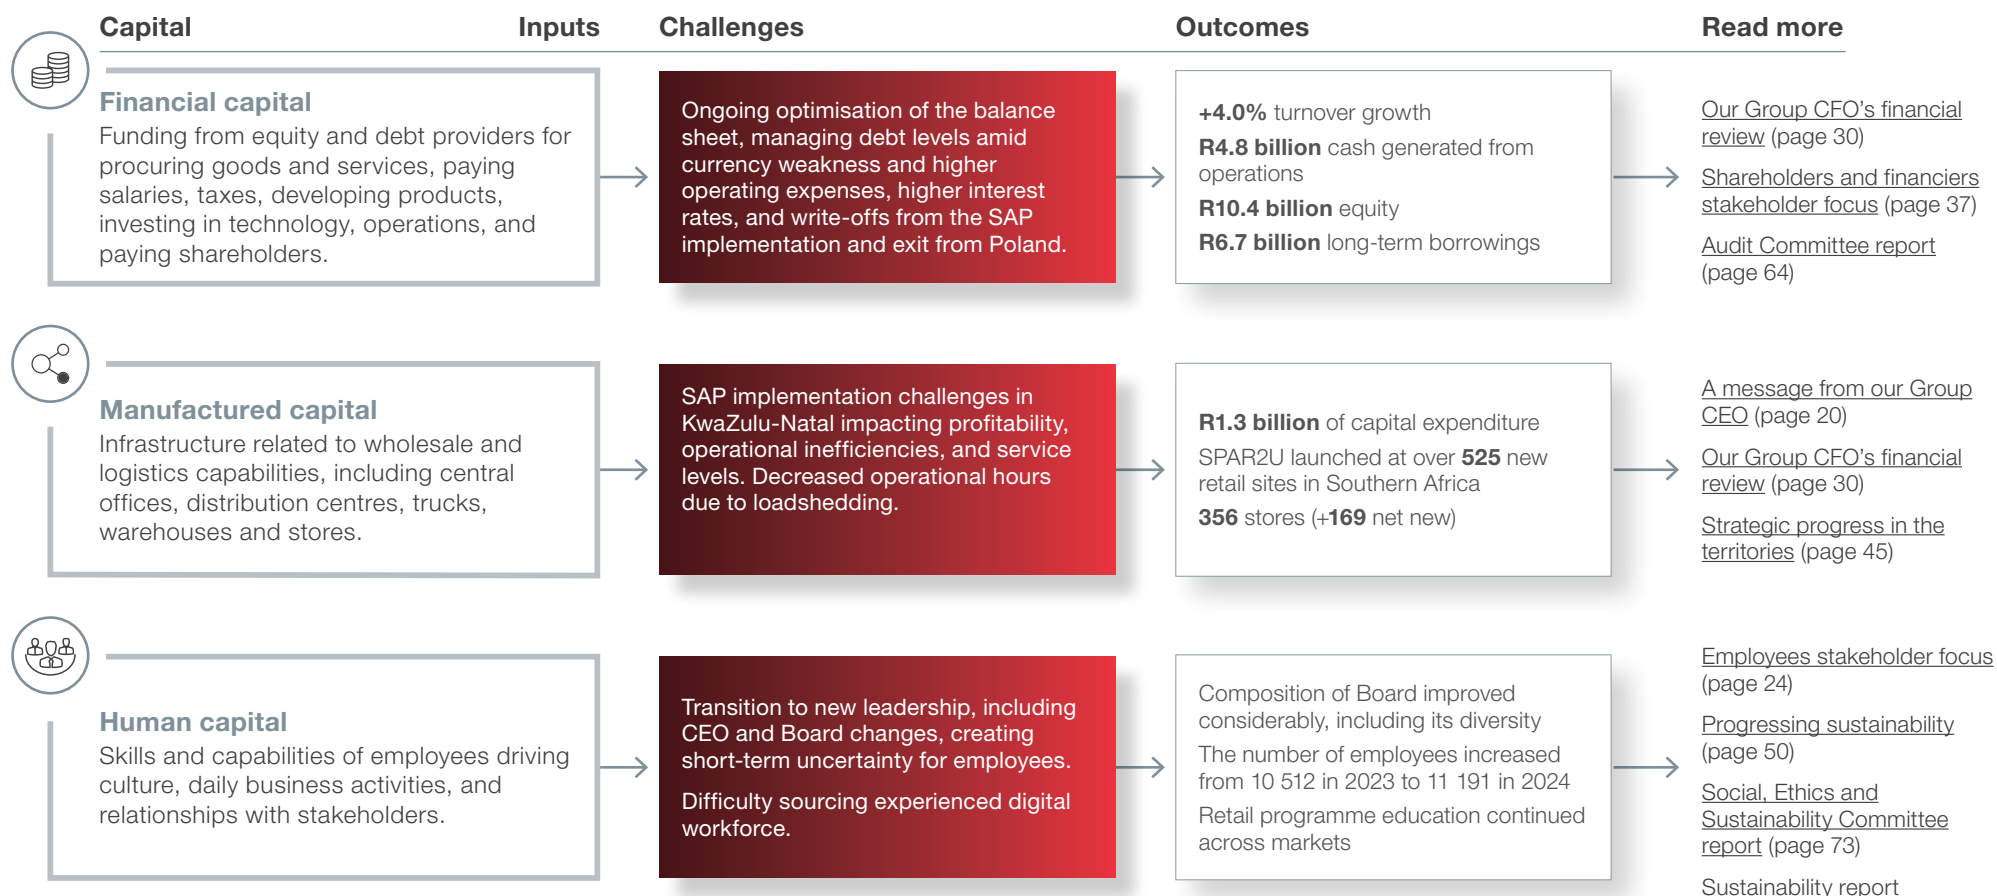 Capital
Inputs
Challenges
Outcomes
Read more
Financial capital
Funding from equity and debt providers for
procuring goods and services, paying
salaries, taxes, developing products,
investing in technology, operations, and
paying shareholders.
Ongoing optimisation of the balance
sheet, managing debt levels amid
currency weakness and higher
operating expenses, higher interest
rates, and write-offs from the SAP
implementation and exit from Poland.
+4.0% turnover growth
R4.8 billion cash generated from
operations
R10.4 billion equity
R6.7 billion long-term borrowings
Our Group CFO’s financial
review (page 30)
Shareholders and financiers
stakeholder focus (page 37)
Audit Committee report
(page 64)
Manufactured capital
Infrastructure related to wholesale and
logistics capabilities, including central
offices, distribution centres, trucks,
warehouses and stores.
SAP implementation challenges in
KwaZulu-Natal impacting profitability,
operational inefficiencies, and service
levels. Decreased operational hours
due to loadshedding.
R1.3 billion of capital expenditure
SPAR2U launched at over 525 new
retail sites in Southern Africa
356 stores (+169 net new)
A message from our Group
CEO (page 20)
Our Group CFO’s financial
review (page 30)
Strategic progress in the
territories (page 45)
Human capital
Skills and capabilities of employees driving
culture, daily business activities, and
relationships with stakeholders.
Transition to new leadership, including
CEO and Board changes, creating
short-term uncertainty for employees.
Difficulty sourcing experienced digital
workforce.
Composition of Board improved
considerably, including its diversity
The number of employees increased
from 10 512 in 2023 to 11 191 in 2024
Retail programme education continued
across markets
Employees stakeholder focus
(page 24)
Progressing sustainability
(page 50)
Social, Ethics and
Sustainability Committee
report (page 73)
Sustainability report